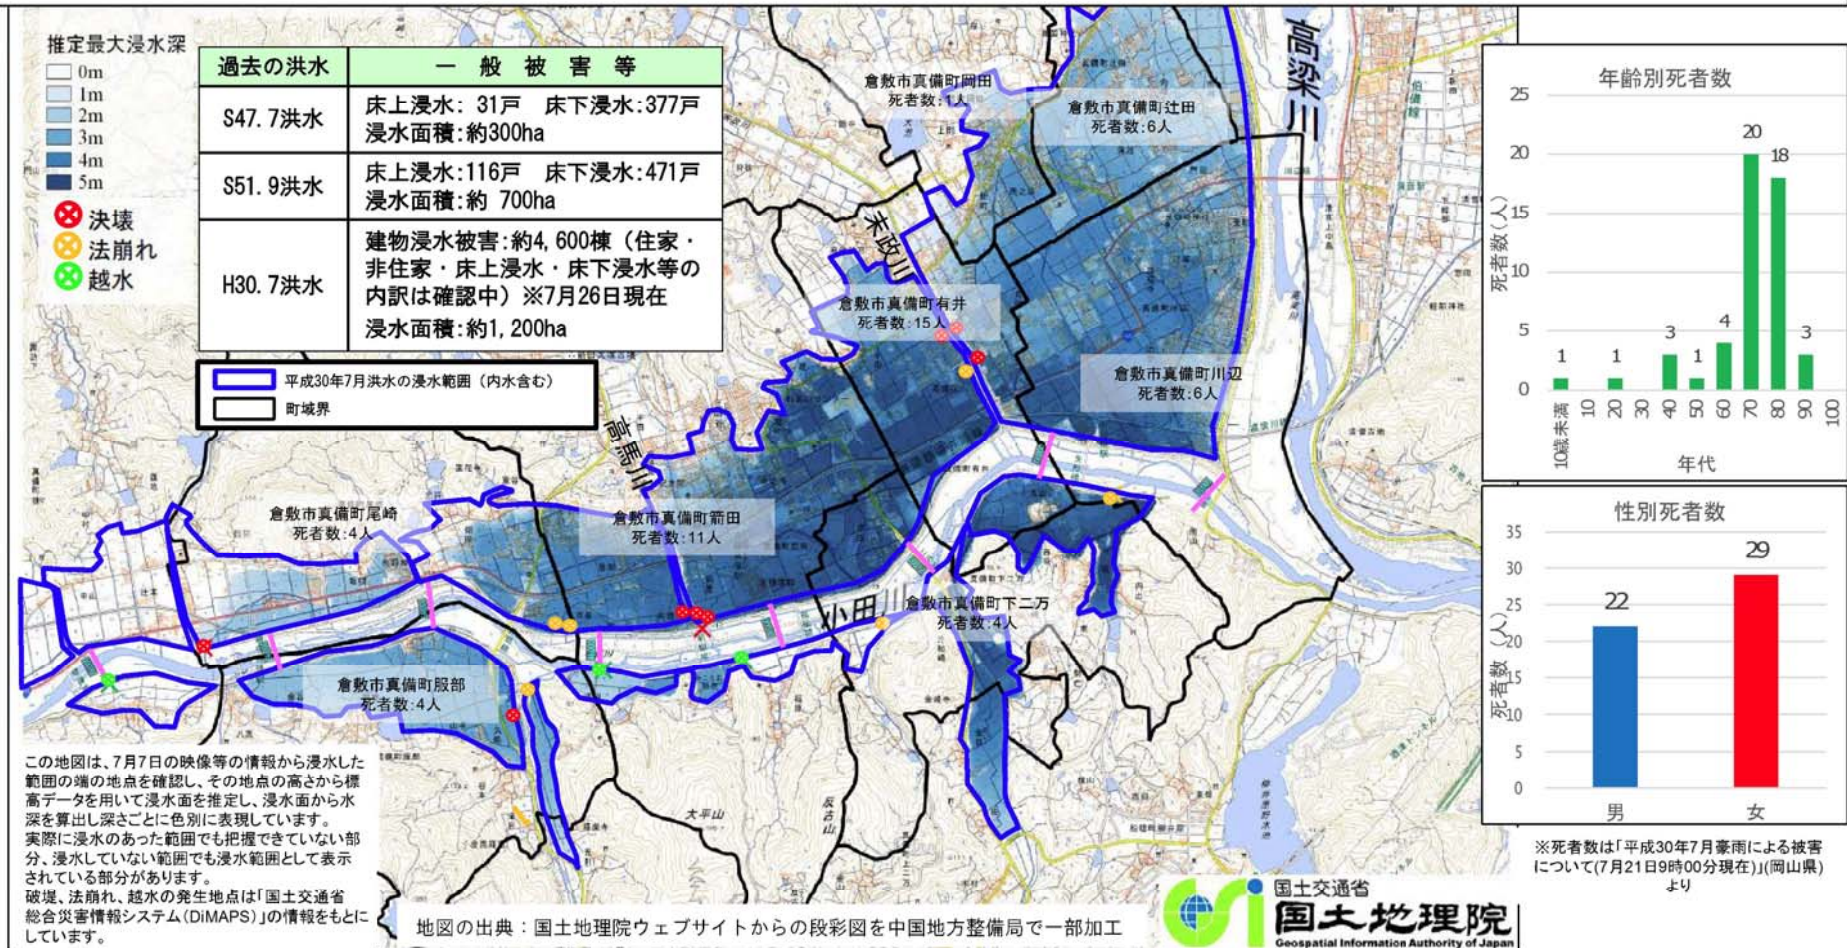 推定最大浸水深
0m
1m
2m
3m
4m
5m
決壊
法崩れ
越水
過去の洪水 一般被害等
S47.7洪水 床上浸水: 31戸 床下浸水:377戸
浸水面積:約300ha
S51.9洪水 床上浸水:116戸 床下浸水:471戸
浸水面積:約 700ha
H30.7洪水 建物浸水被害:約4,600棟（住家・
非住家・床上浸水・床下浸水等の
内訳は確認中）※7月26日現在
浸水面積:約1,200ha
平成30年7月洪水の浸水範囲（内水含む）
町域界
高梁川
末政川
高馬川
小田川
倉敷市真備町岡田
死者数:1人
倉敷市真備町辻田
死者数:6人
倉敷市真備町有井
死者数:15人
倉敷市真備町川辺
死者数:6人
倉敷市真備町尾崎
死者数:4人
倉敷市真備町箭田
死者数:11人
倉敷市真備町下二万
死者数:4人
倉敷市真備町服部
死者数:4人
大平山
反古山
この地図は、7月7日の映像等の情報から浸水した
範囲の端の地点を確認し、その地点の高さから標
高データを用いて浸水面を推定し、浸水面から水
深を算出し深さごとに色別に表現しています。
実際に浸水のあった範囲でも把握できていない部
分、浸水していない範囲でも浸水範囲として表示
されている部分があります。
破堤、法崩れ、越水の発生地点は「国土交通省
総合災害情報システム(DiMAPS)」の情報をもとに
しています。
地図の出典：国土地理院ウェブサイトからの段彩図を中国地方整備局で一部加工
国土交通省
国土地理院
Geospatial Information Authority of Japan
年齢別死者数
死者数(人)
25
20
15
10
5
0
1 1 3 1 4 20 18 3
10歳未満 10 20 30 40 50 60 70 80 90 100
年代
性別死者数
死者数(人)
35
30
25
20
15
10
5
0
22 29
男 女
※死者数は「平成30年7月豪雨による被害
について(7月21日9時00分現在)」(岡山県)
より